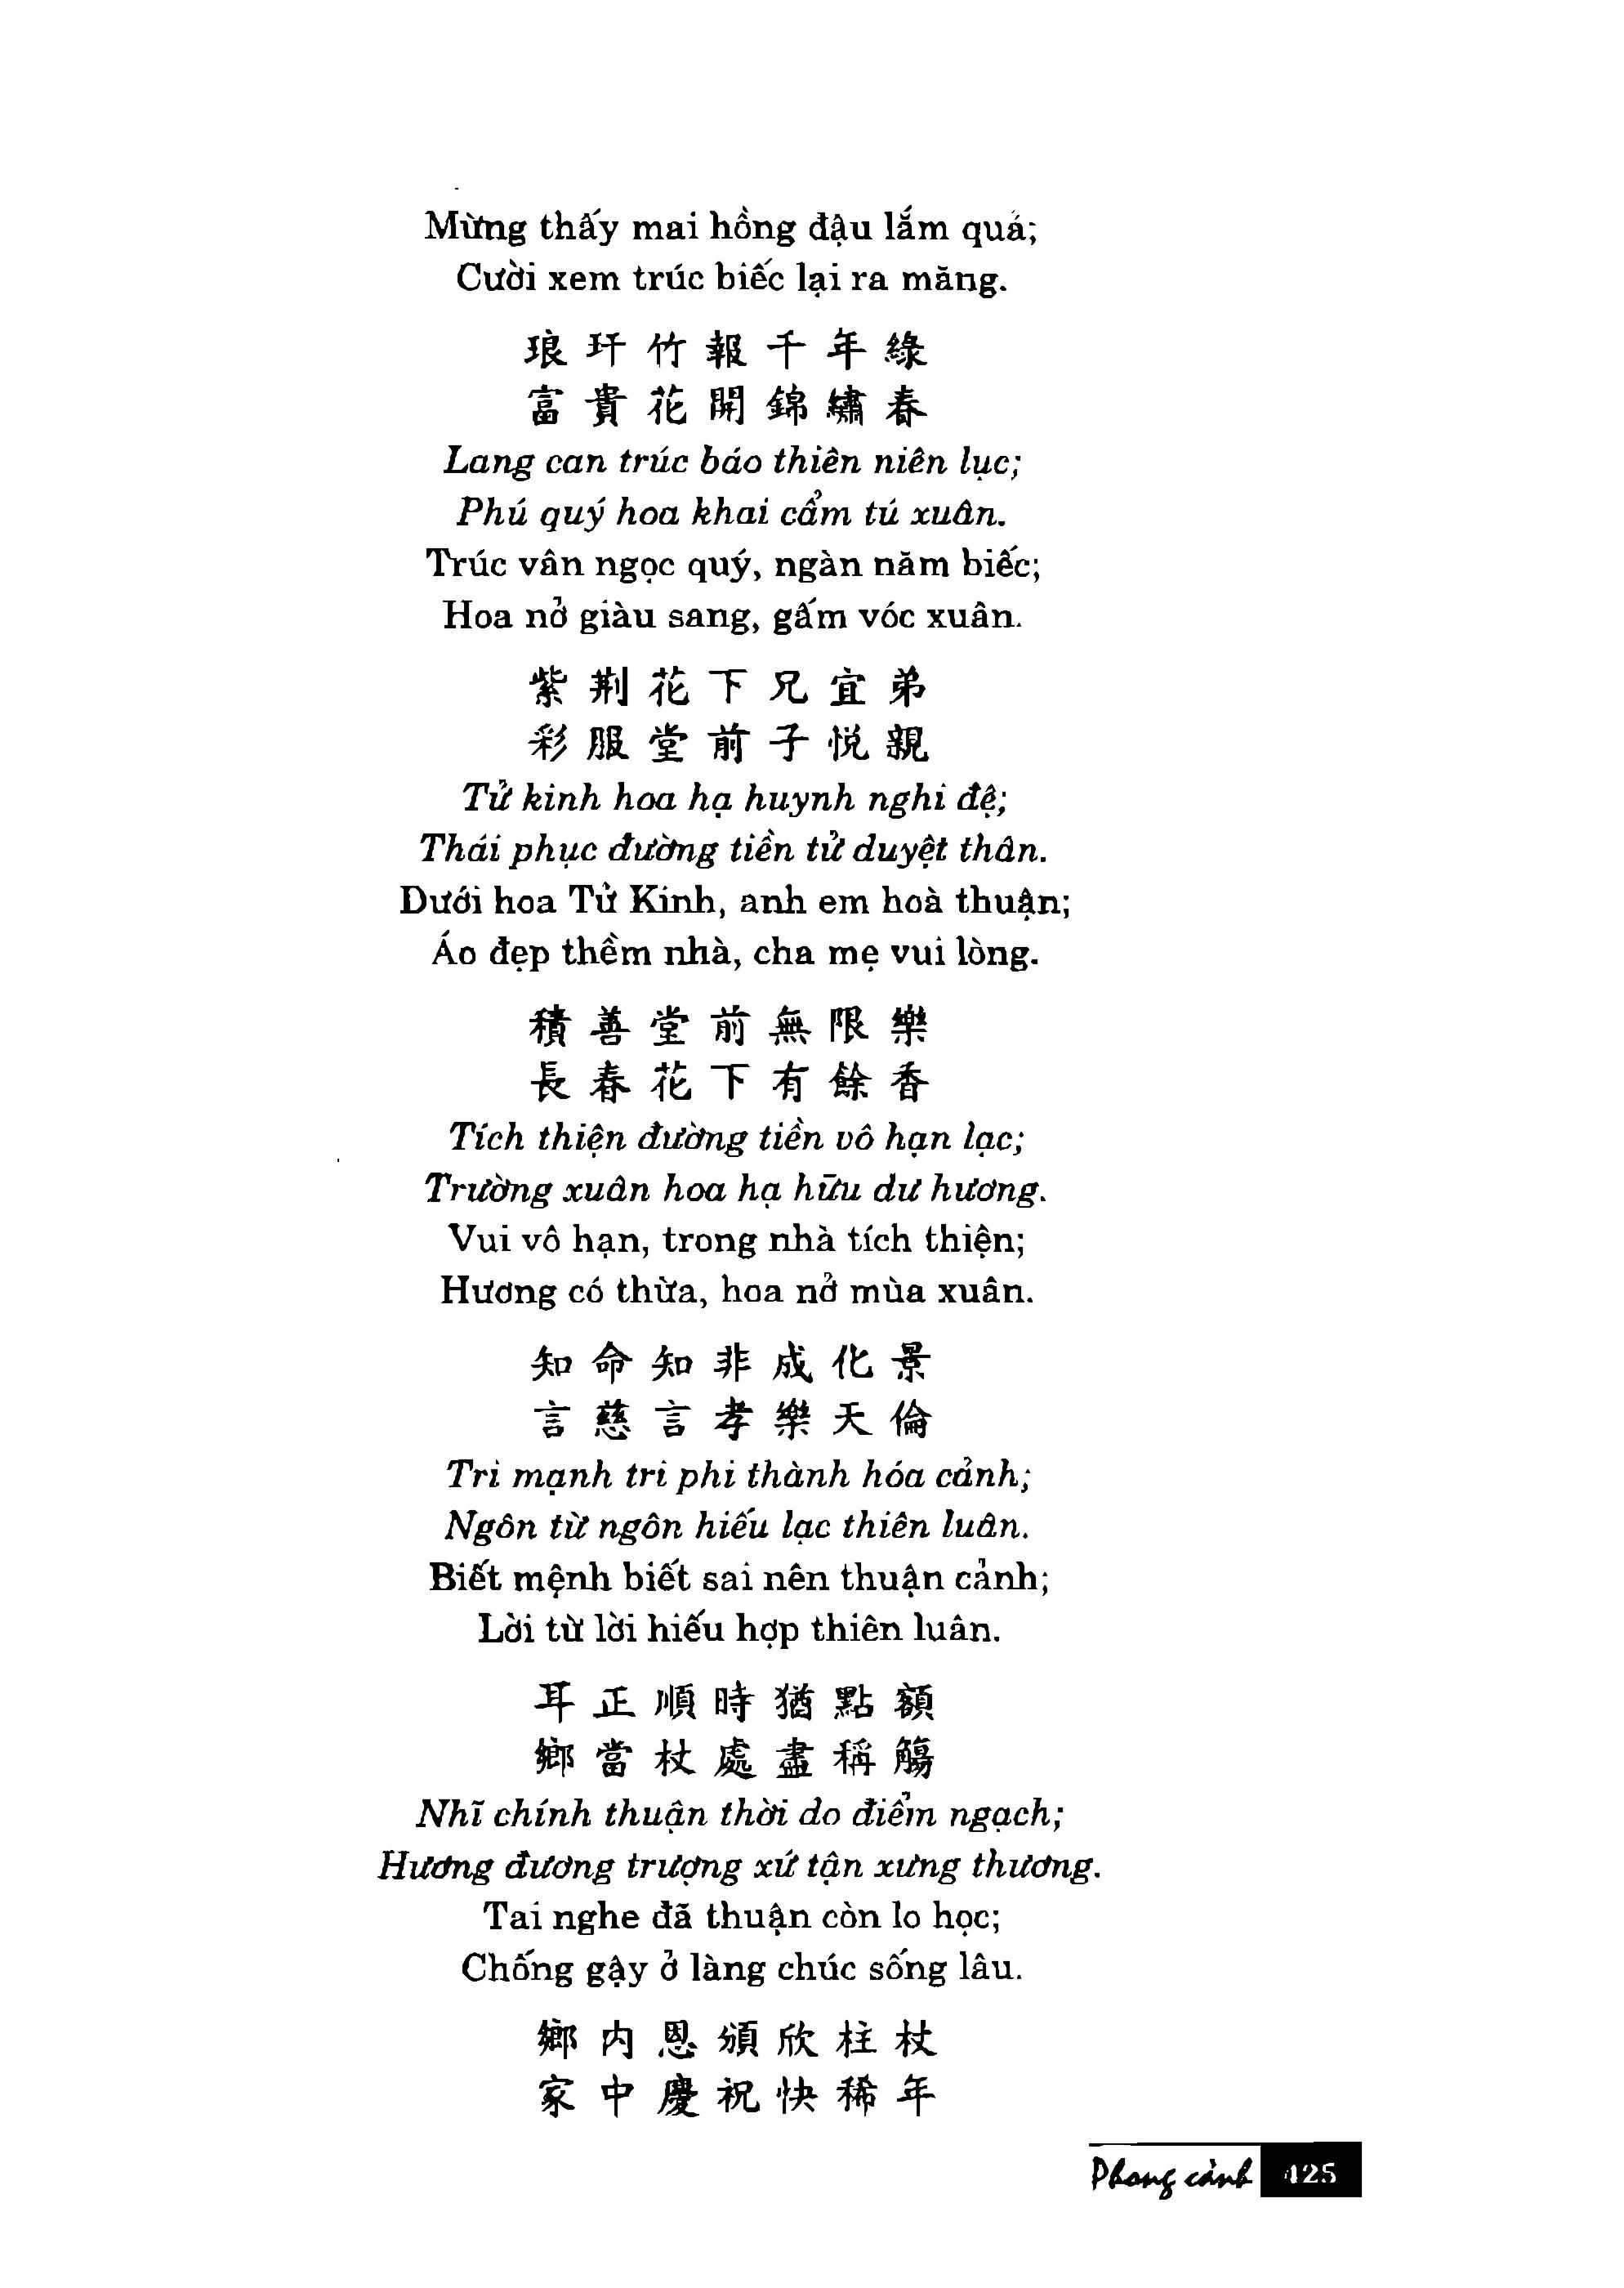 Mừng thấy mai hồng đậu lắm quả;
Cười xem trúc biếc lại ra măng.
琅玕竹報千年綠
富貴花開錦繡春
Lang can trúc báo thiên niên lục;
Phú quý hoa khai cẩm tú xuân.
Trúc vân ngọc quý, ngàn năm biếc;
Hoa nở giàu sang, gấm vóc xuân.
紫荆花下兄宜弟
彩服堂前子悅親
Tử kinh hoa hạ huynh nghi đệ;
Thái phục đường tiền tử duyệt thân.
Dưới hoa Tử Kinh, anh em hoà thuận;
Áo đẹp thềm nhà, cha mẹ vui lòng.
積善堂前無限樂
長春花下有餘香
Tích thiện đường tiền vô hạn lạc;
Trường xuân hoa hạ hữu dư hương.
Vui vô hạn, trong nhà tích thiện;
Hương có thừa, hoa nở mùa xuân.
知命知非成化景
言慈言孝樂天倫
Tri mạnh tri phi thành hóa cảnh;
Ngôn từ ngôn hiếu lạc thiên luân.
Biết mệnh biết sai nên thuận cảnh;
Lời từ lời hiếu hợp thiên luân.
耳正順時猶點額
鄉當杖處盡稱觴
Nhĩ chính thuận thời do điểm ngạch;
Hương đương trượng xứ tận xưng thương.
Tai nghe đã thuận còn lo học;
Chống gậy ở làng chúc sống lâu.
鄉內恩頒欣柱杖
家中慶祝快稀年
Phong cảnh 425